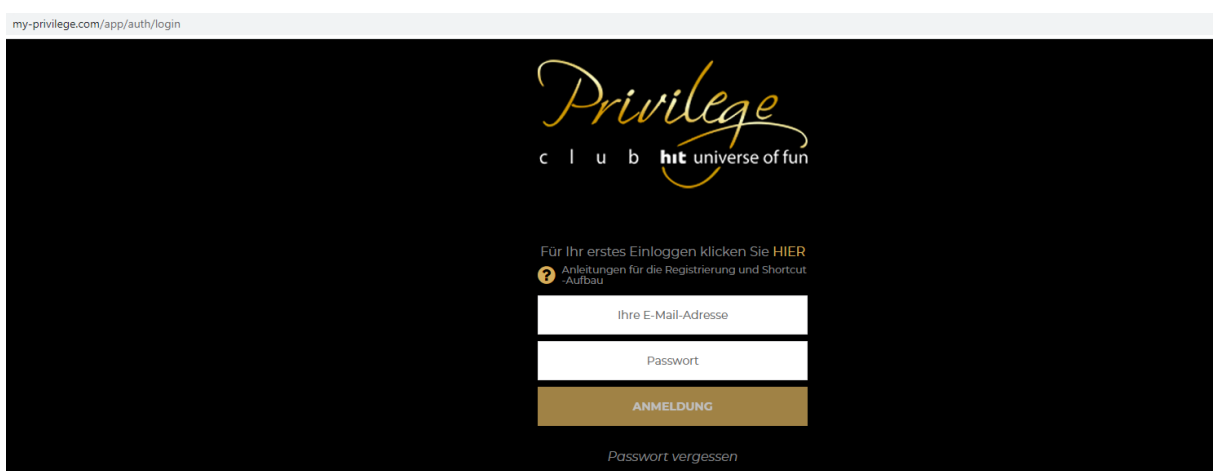 my-privilege.com/app/auth/login
Privilege
club hit universe of fun
Für Ihr erstes Einloggen klicken Sie HIER
? Anleitungen für die Registrierung und Shortcut
-Aufbau
Ihre E-Mail-Adresse
Passwort
ANMELDUNG
Passwort vergessen